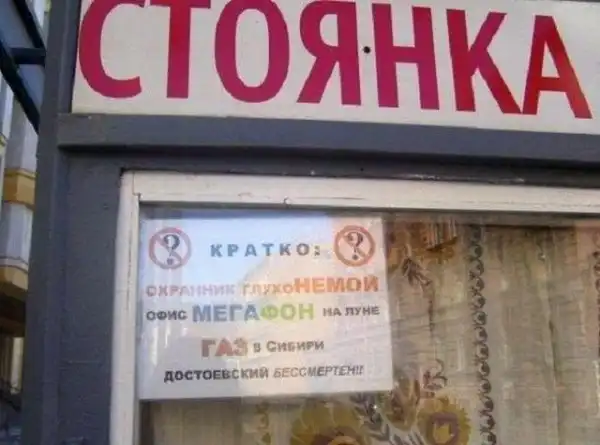 СТОЯНКА
КРАТКО:
ОХРАННИК ГЛУХОНЕМОЙ
ОФИС МЕГАФОН НА ЛУНЕ
ГАЗ в СИБИРИ
ДОСТОЕВСКИЙ БЕССМЕРТЕН!!